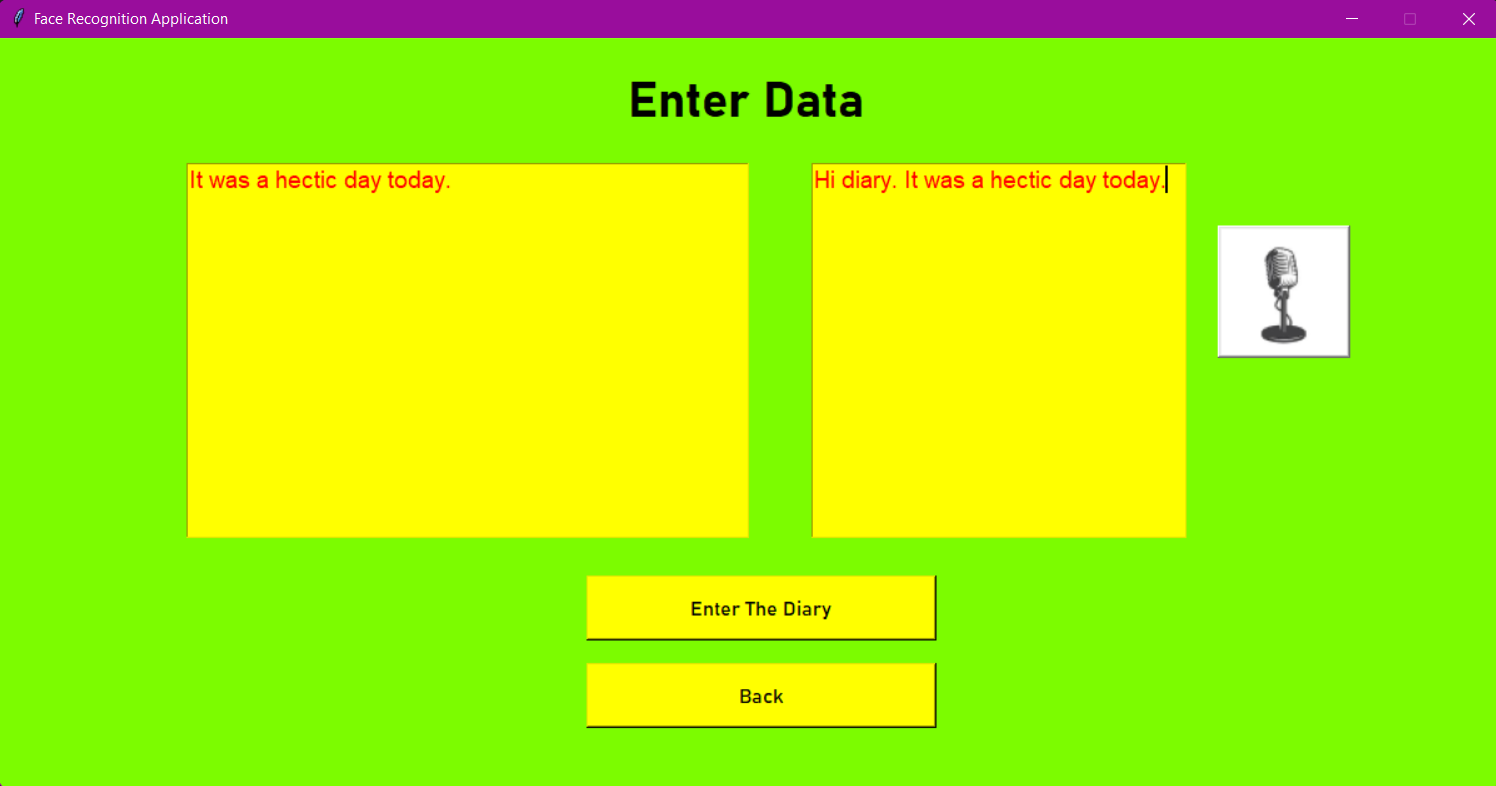 Face Recognition Application
Enter Data
It was a hectic day today.
Hi diary. It was a hectic day today.
Enter The Diary
Back